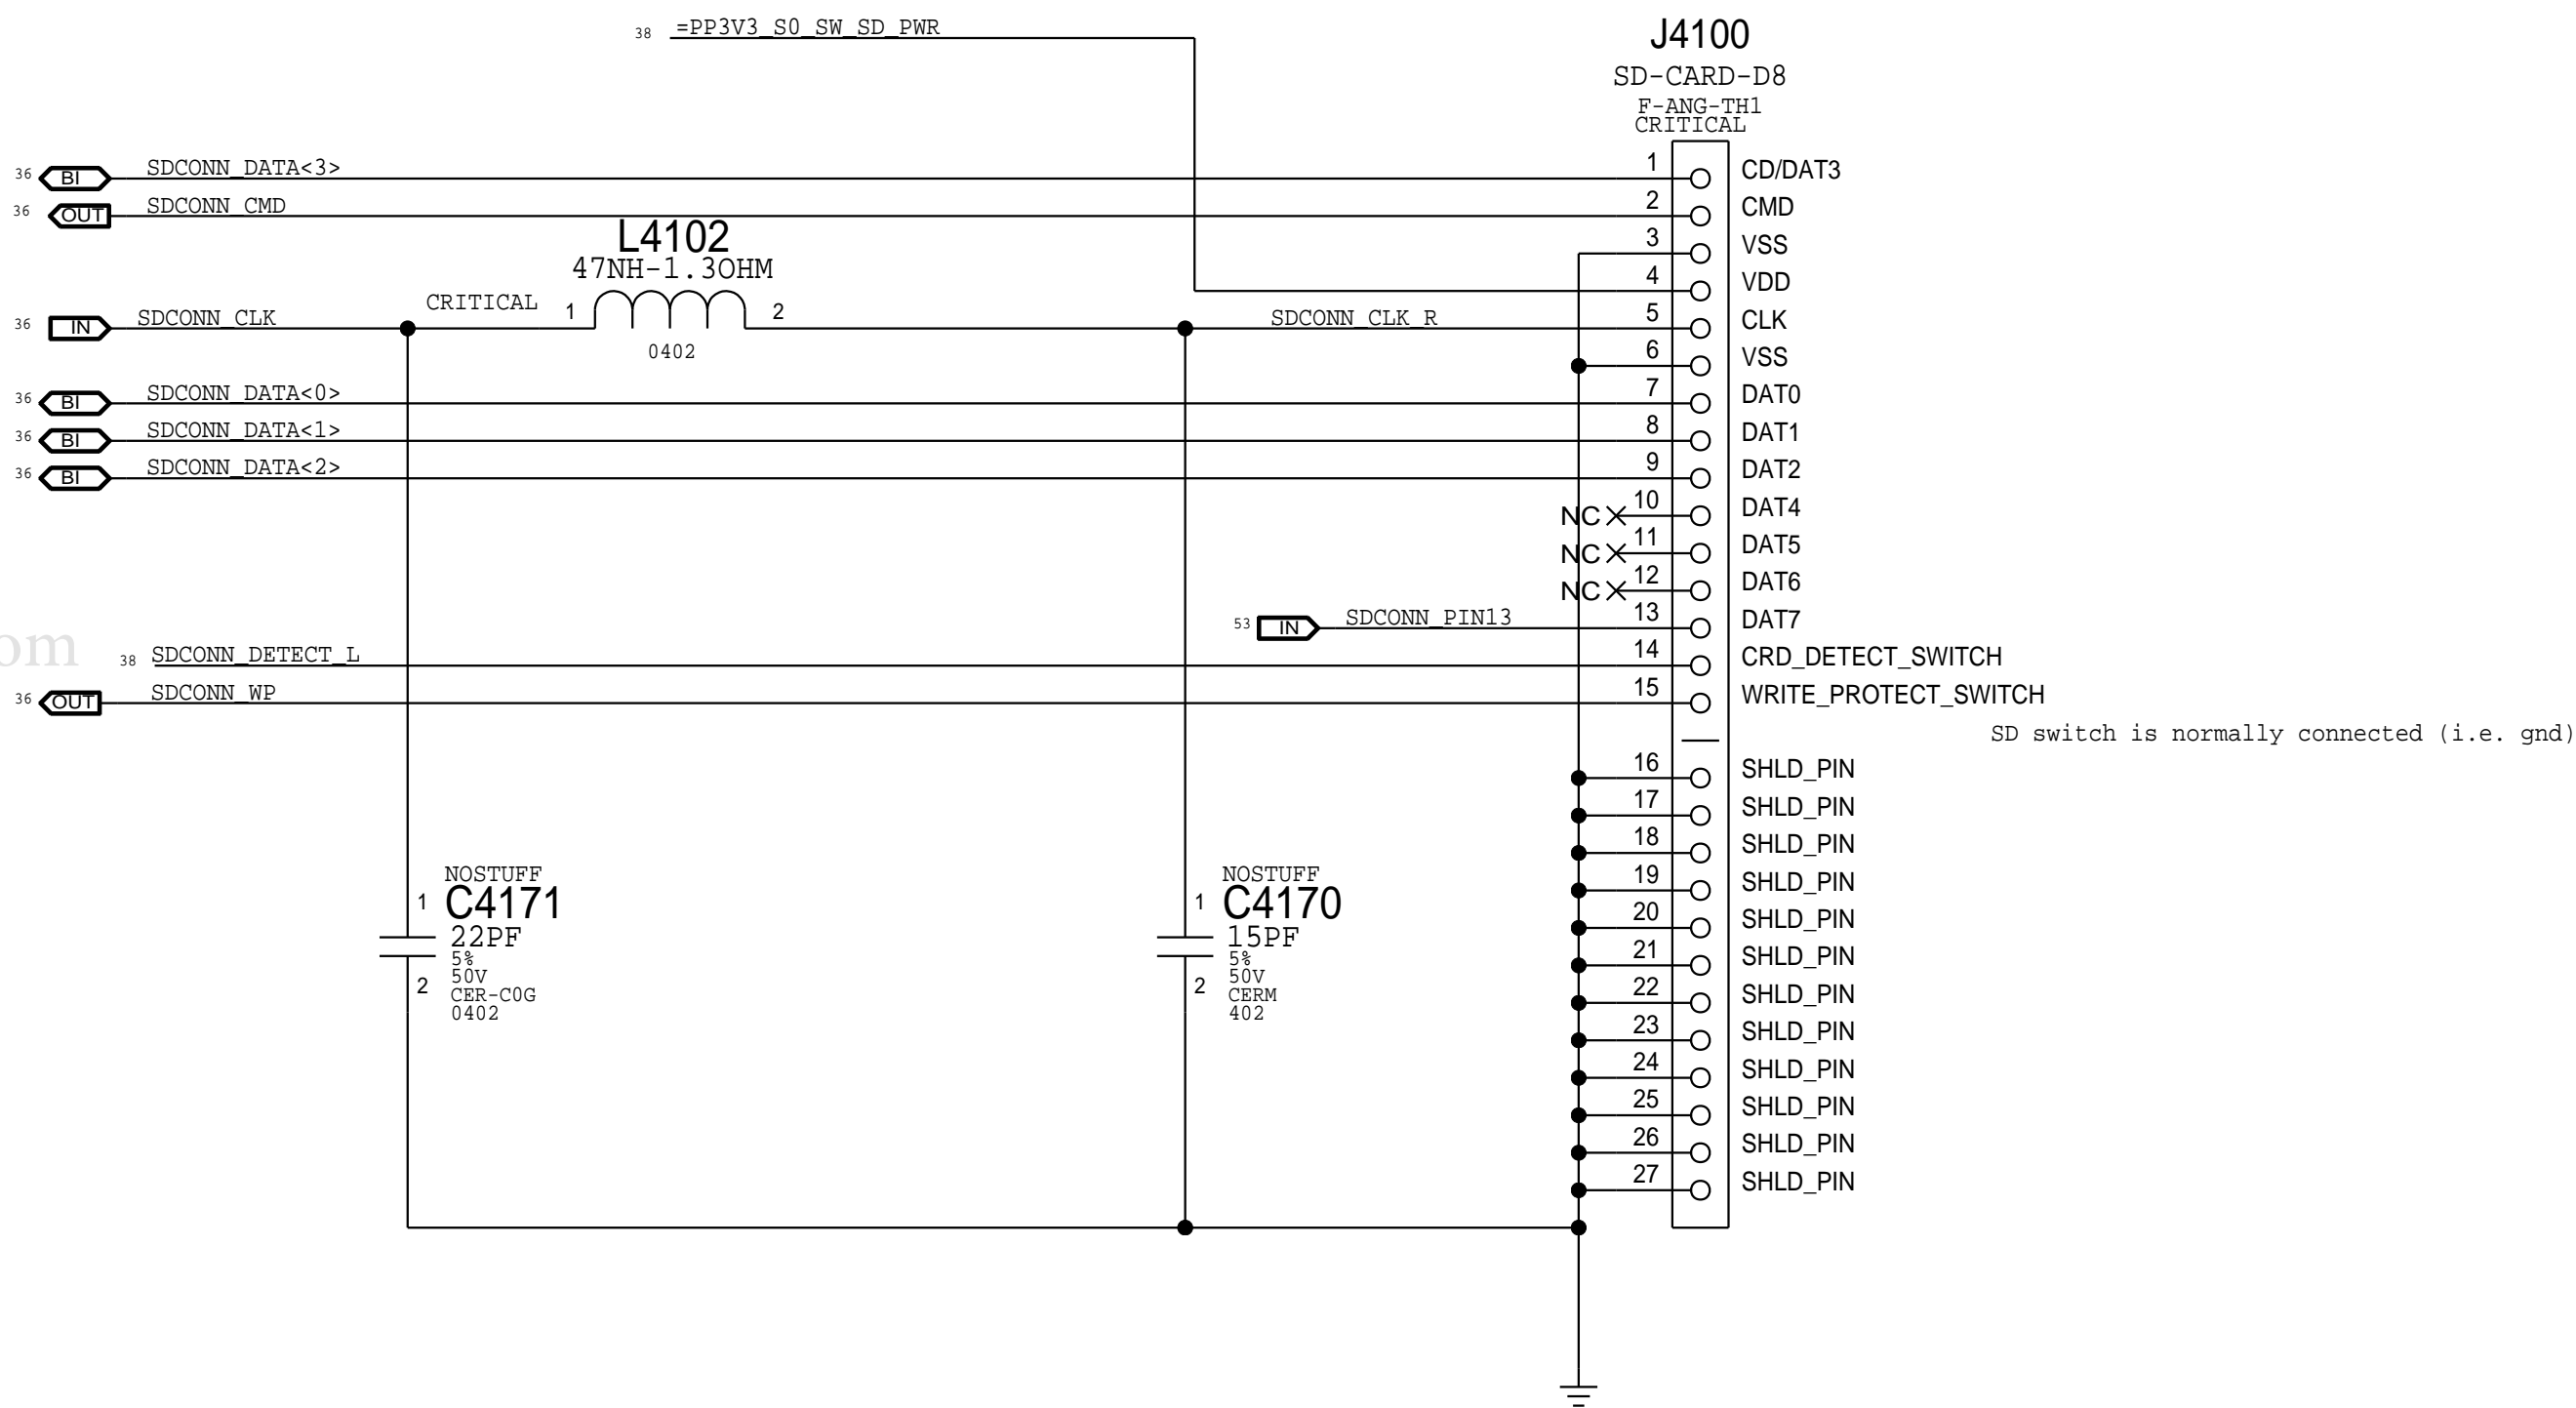 38 =PP3V3_S0_SW_SD_PWR
J4100
SD-CARD-D8
F-ANG-TH1
CRITICAL
36 BI SDCONN_DATA<3> 1 CD/DAT3
36 OUT SDCONN_CMD 2 CMD
L4102
47NH-1.3OHM
3 VSS
4 VDD
CRITICAL 1 2
36 IN SDCONN_CLK SDCONN_CLK_R 5 CLK
0402
6 VSS
36 BI SDCONN_DATA<0> 7 DAT0
36 BI SDCONN_DATA<1> 8 DAT1
36 BI SDCONN_DATA<2> 9 DAT2
NC 10 DAT4
NC 11 DAT5
NC 12 DAT6
53 IN SDCONN_PIN13 13 DAT7
om
38 SDCONN_DETECT_L 14 CRD_DETECT_SWITCH
36 OUT SDCONN_WP 15 WRITE_PROTECT_SWITCH
SD switch is normally connected (i.e. gnd)
16 SHLD_PIN
17 SHLD_PIN
18 SHLD_PIN
19 SHLD_PIN
20 SHLD_PIN
21 SHLD_PIN
22 SHLD_PIN
23 SHLD_PIN
24 SHLD_PIN
25 SHLD_PIN
26 SHLD_PIN
27 SHLD_PIN
NOSTUFF
1 C4171
22PF
5%
50V
2 CER-C0G
0402
NOSTUFF
1 C4170
15PF
5%
50V
2 CERM
402